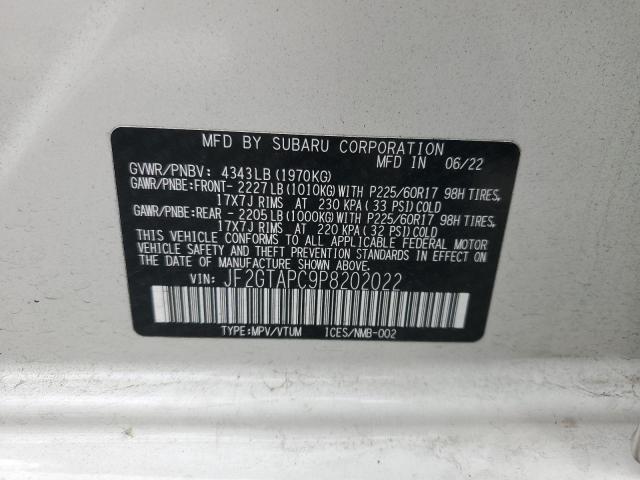 MFD BY SUBARU CORPORATION
MFD IN 06/22
GVWR/PNBV: 4343LB (1970KG)
GAWR/PNBE:FRONT- 2227LB (1010KG) WITH P225/60R17 98H TIRES,
17X7J RIMS AT 230 KPA (33 PSI) COLD
GAWR/PNBE:REAR - 2205LB (1000KG) WITH P225/60R17 98H TIRES,
17X7J RIMS AT 220 KPA (32 PSI) COLD
THIS VEHICLE CONFORMS TO ALL APPLICABLE FEDERAL MOTOR
VEHICLE SAFETY AND BUMPER STANDARDS IN EFFECT ON
THE DATE OF MANUFACTURE SHOWN ABOVE.
VIN: JF2GTAPC9P8202022
TYPE:MPV/VTUM ICES/NMB-002